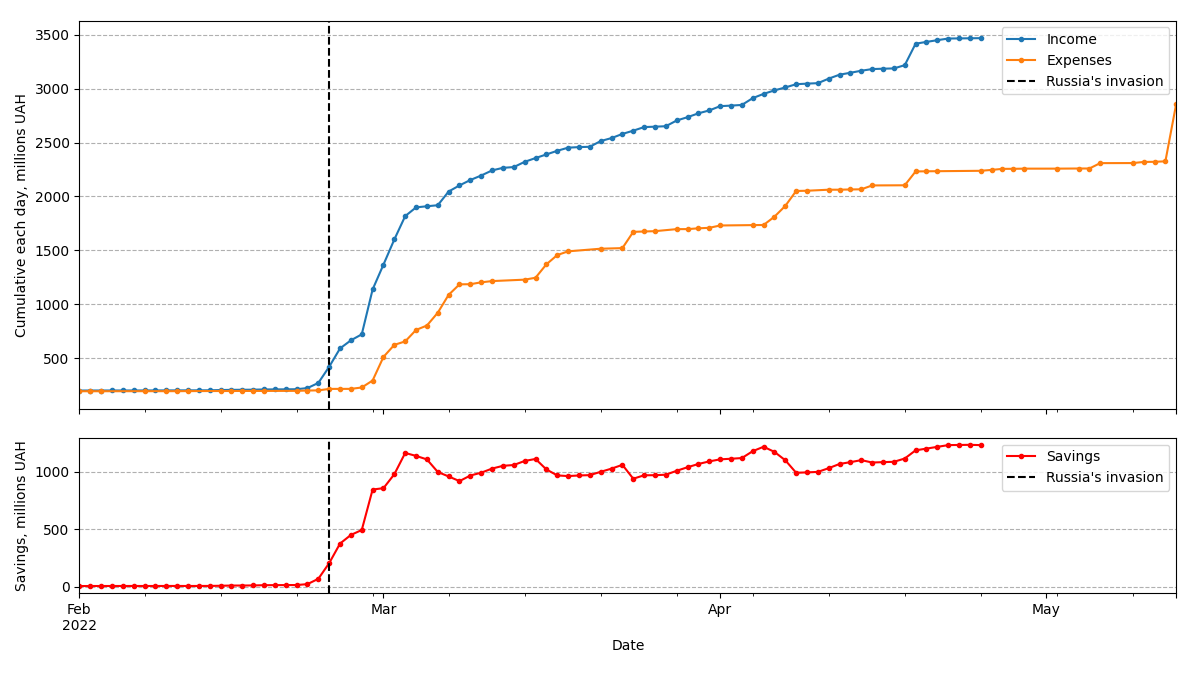 Cumulative each day, millions UAH
3500
3000
2500
2000
1500
1000
500
Income
Expenses
Russia's invasion
Savings, millions UAH
1000
500
0
Savings
Russia's invasion
Feb
2022
Mar
Apr
May
Date